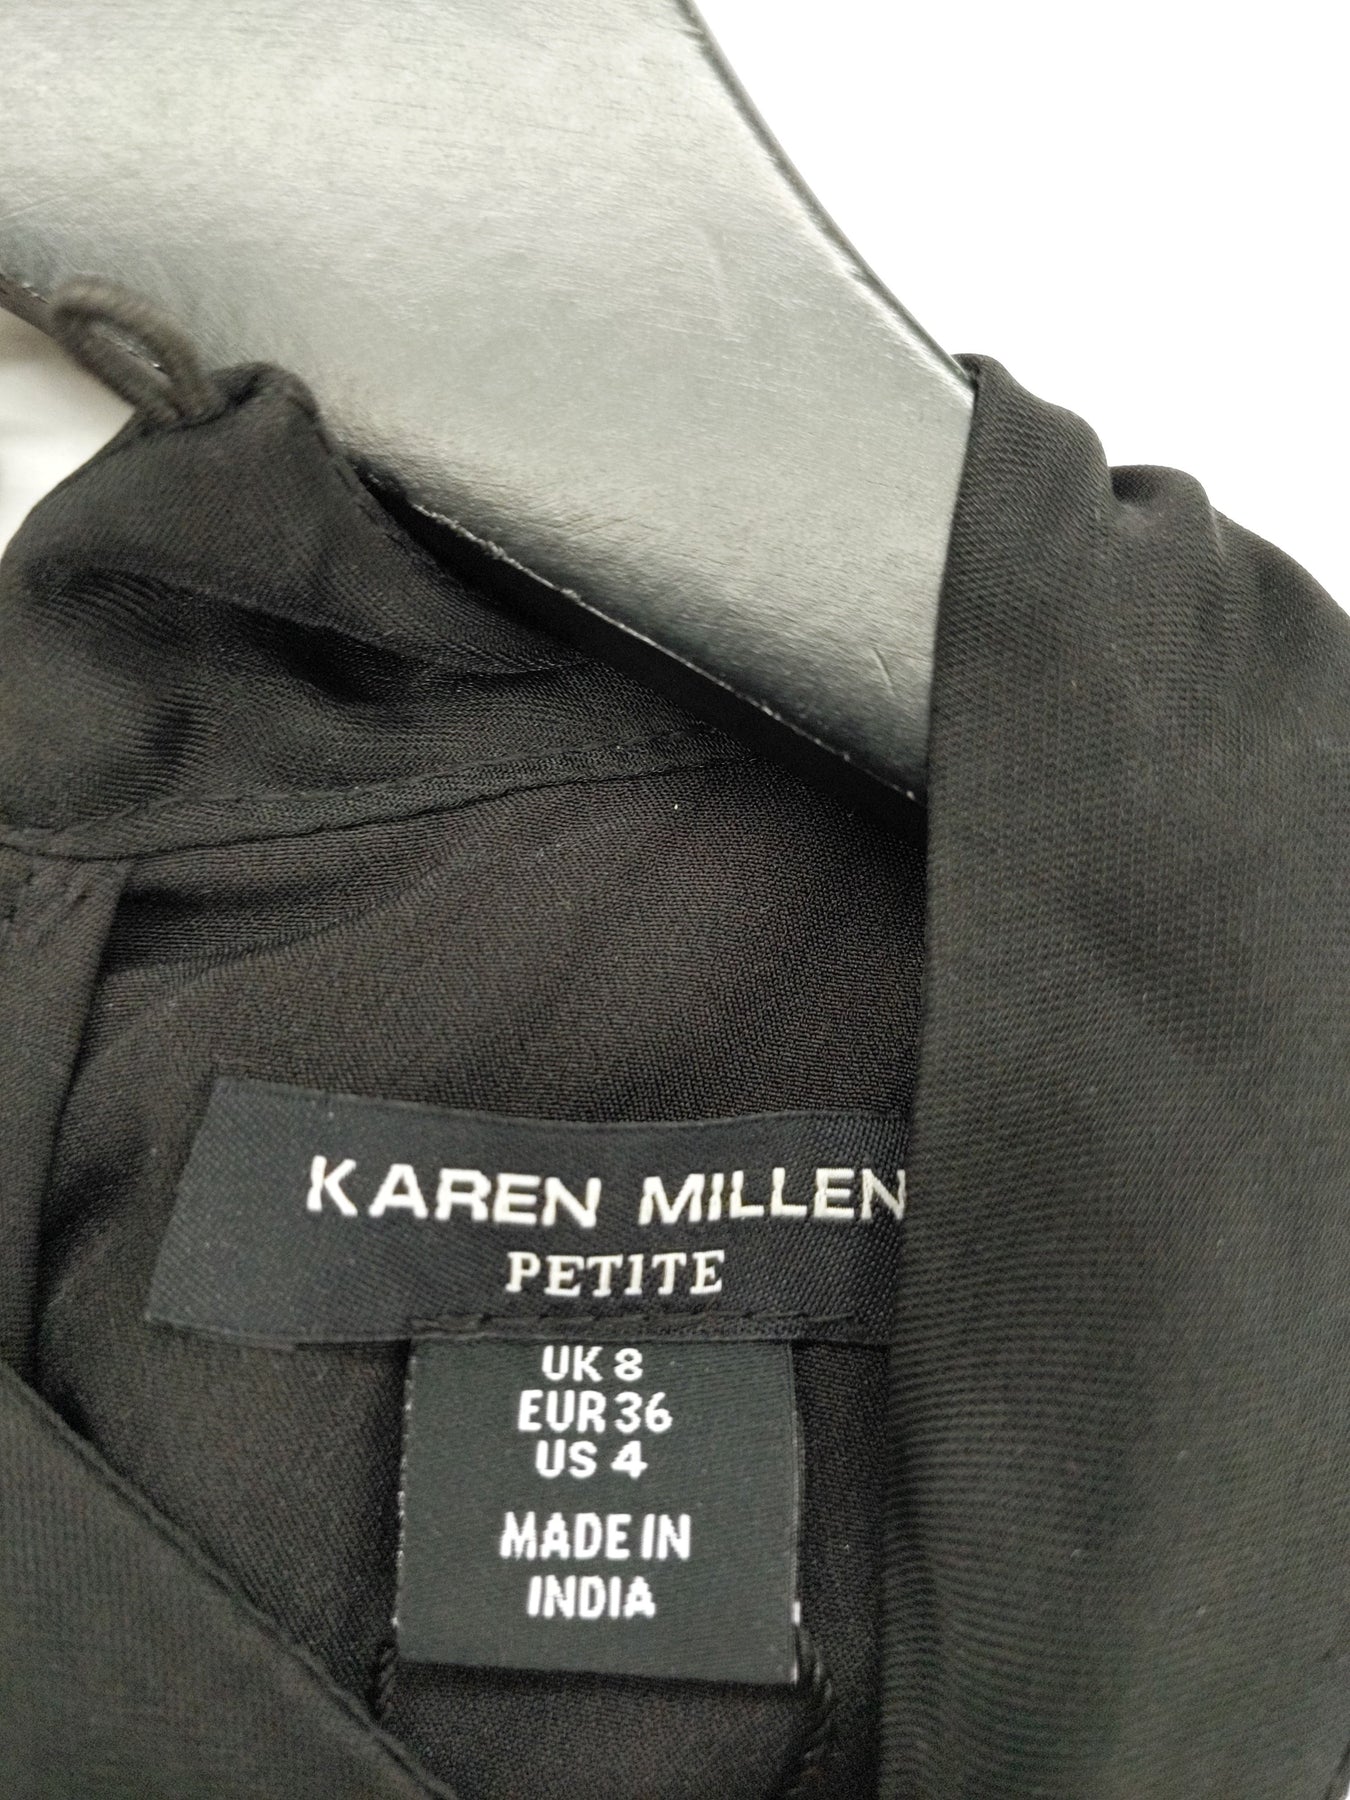 KAREN MILLEN
PETITE
UK 8
EUR 36
US 4
MADE IN
INDIA